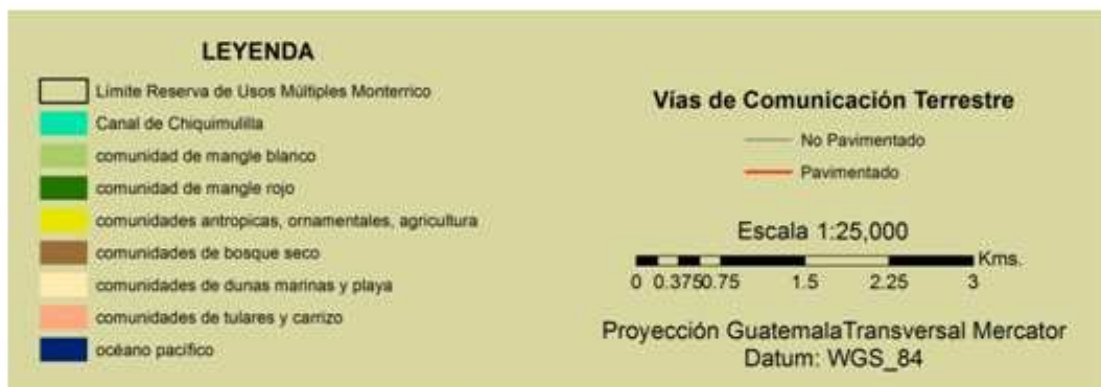 LEYENDA
Límite Reserva de Usos Múltiples Monterrico
Canal de Chiquimulilla
comunidad de mangle blanco
comunidad de mangle rojo
comunidades antropicas, ornamentales, agricultura
comunidades de bosque seco
comunidades de dunas marinas y playa
comunidades de tulares y carrizo
océano pacífico
Vías de Comunicación Terrestre
No Pavimentado
Pavimentado
Escala 1:25,000
Kms.
0 0.375 0.75 1.5 2.25 3
Proyección GuatemalaTransversal Mercator
Datum: WGS_84